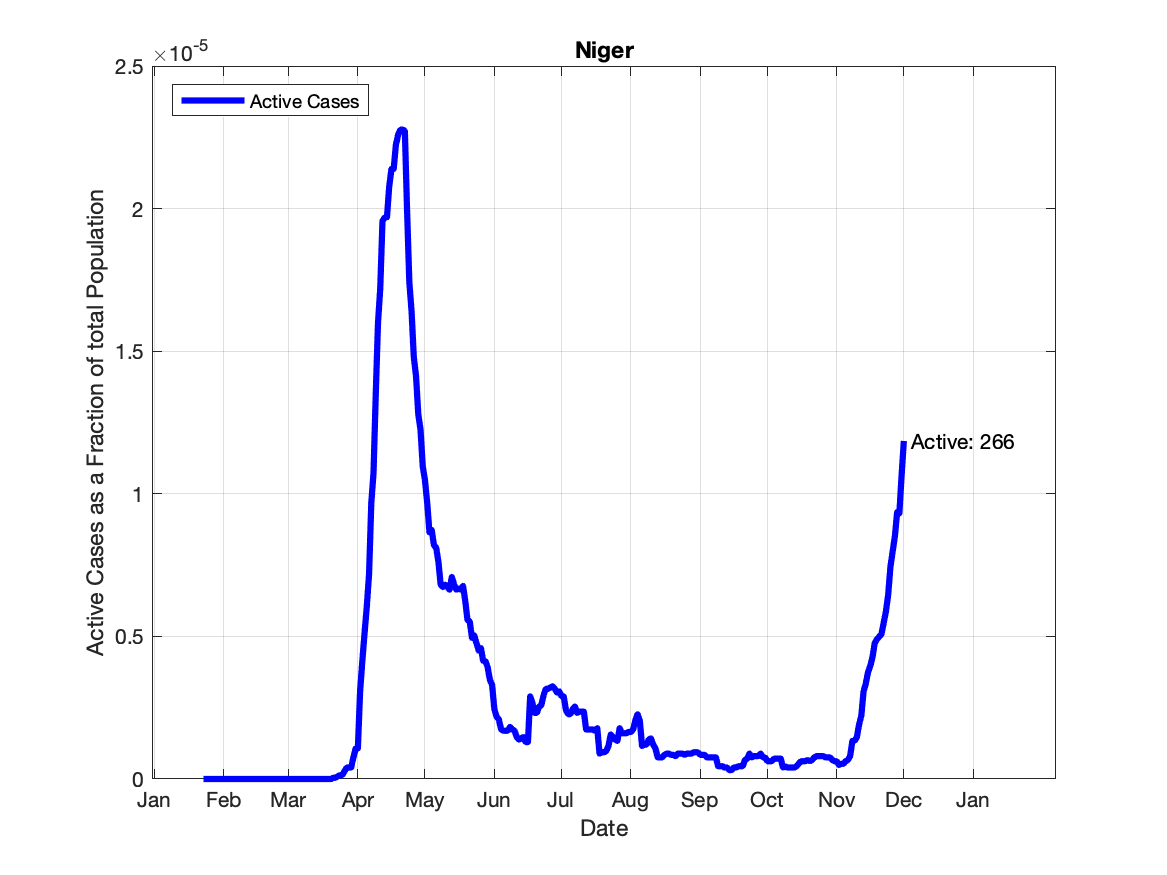 Niger
×10-5
2.5
2
1.5
1
0.5
0
Active Cases as a Fraction of total Population
Active Cases
Active: 266
Jan Feb Mar Apr May Jun Jul Aug Sep Oct Nov Dec Jan
Date